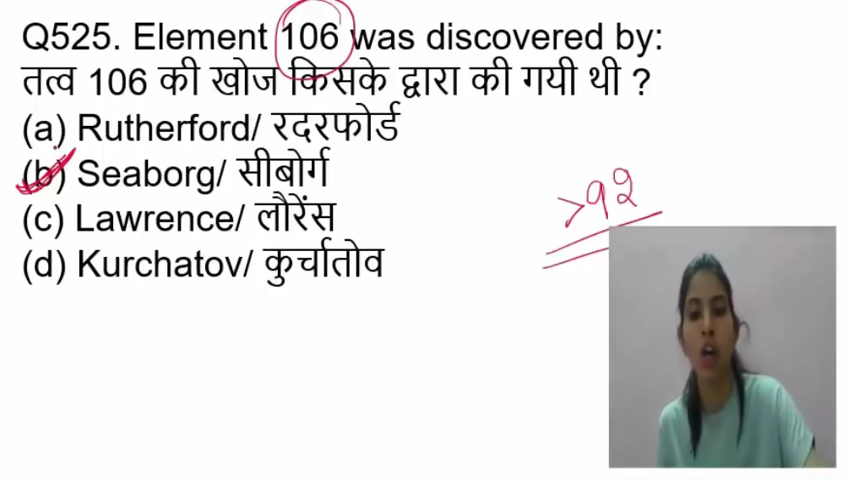 Q525. Element 106 was discovered by:
तत्व 106 की खोज किसके द्वारा की गयी थी ?
(a) Rutherford/ रदरफोर्ड
(b) Seaborg/ सीबोर्ग
(c) Lawrence/ लौरेंस
(d) Kurchatov/ कुर्चातोव
>92